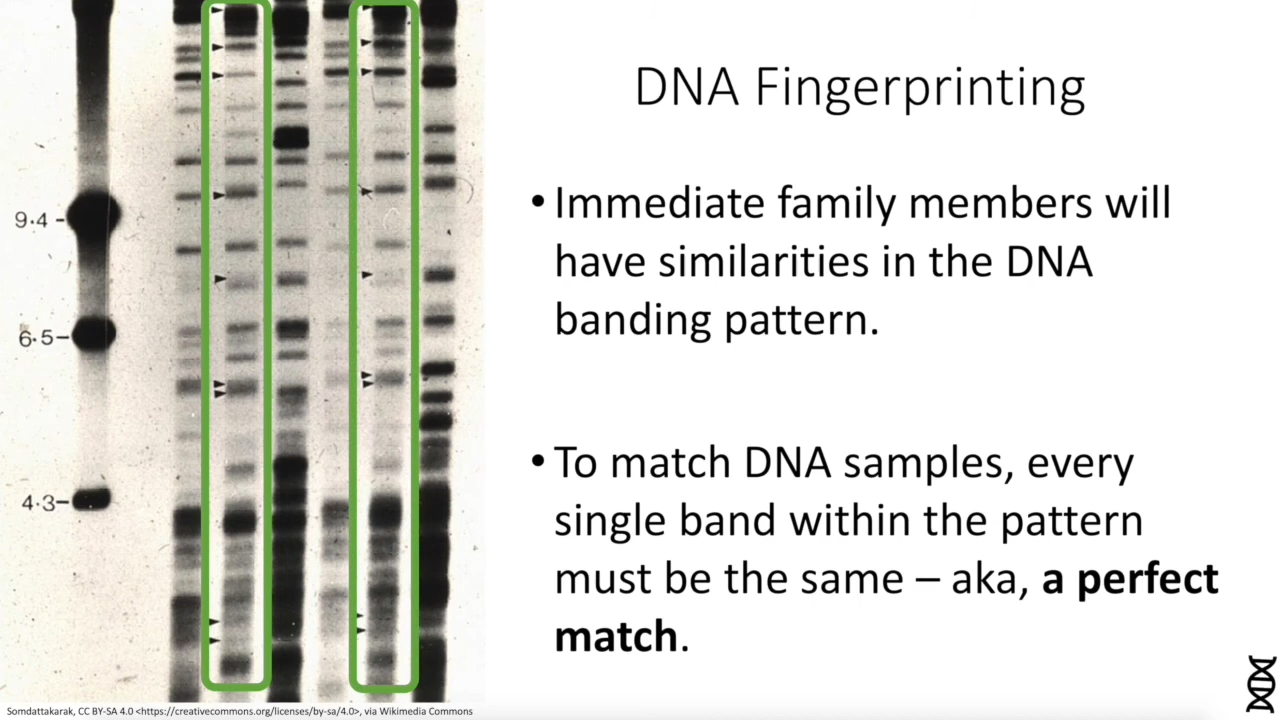 DNA Fingerprinting
9·4
6·5
4·3
• Immediate family members will
have similarities in the DNA
banding pattern.
• To match DNA samples, every
single band within the pattern
must be the same – aka, a perfect
match.
Somdattakarak, CC BY-SA 4.0 <https://creativecommons.org/licenses/by-sa/4.0>, via Wikimedia Commons